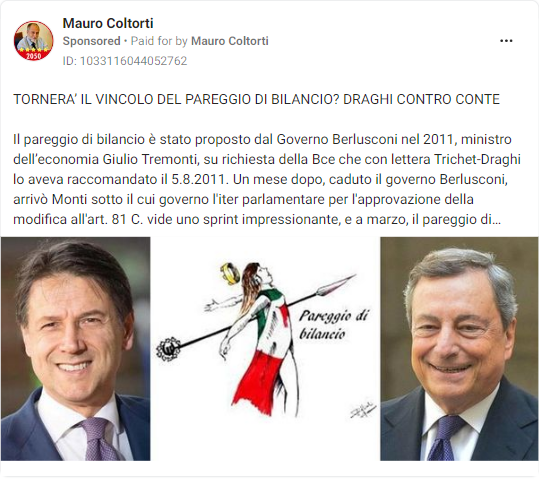 Mauro Coltorti
Sponsored • Paid for by Mauro Coltorti
ID: 1033116044052762
2050
TORNERA' IL VINCOLO DEL PAREGGIO DI BILANCIO? DRAGHI CONTRO CONTE
Il pareggio di bilancio è stato proposto dal Governo Berlusconi nel 2011, ministro
dell'economia Giulio Tremonti, su richiesta della Bce che con lettera Trichet-Draghi
lo aveva raccomandato il 5.8.2011. Un mese dopo, caduto il governo Berlusconi,
arrivò Monti sotto il cui governo l'iter parlamentare per l'approvazione della
modifica all'art. 81 C. vide uno sprint impressionante, e a marzo, il pareggio di...
Pareggio di
bilancio